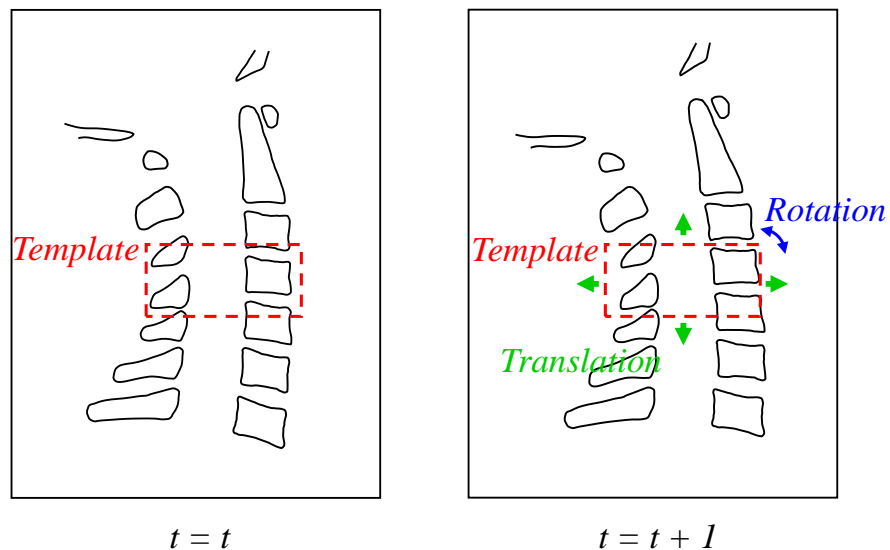 Template
t = t
Rotation
Template
Translation
t = t + 1